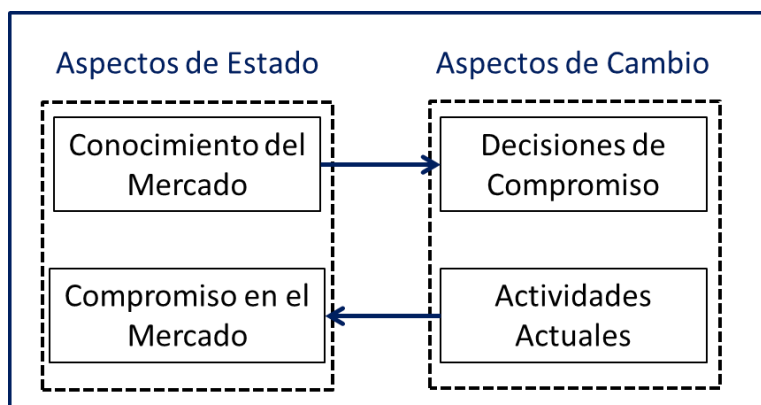 Aspectos de Estado
Aspectos de Cambio
Conocimiento del
Mercado
Decisiones de
Compromiso
Compromiso en el
Mercado
Actividades
Actuales